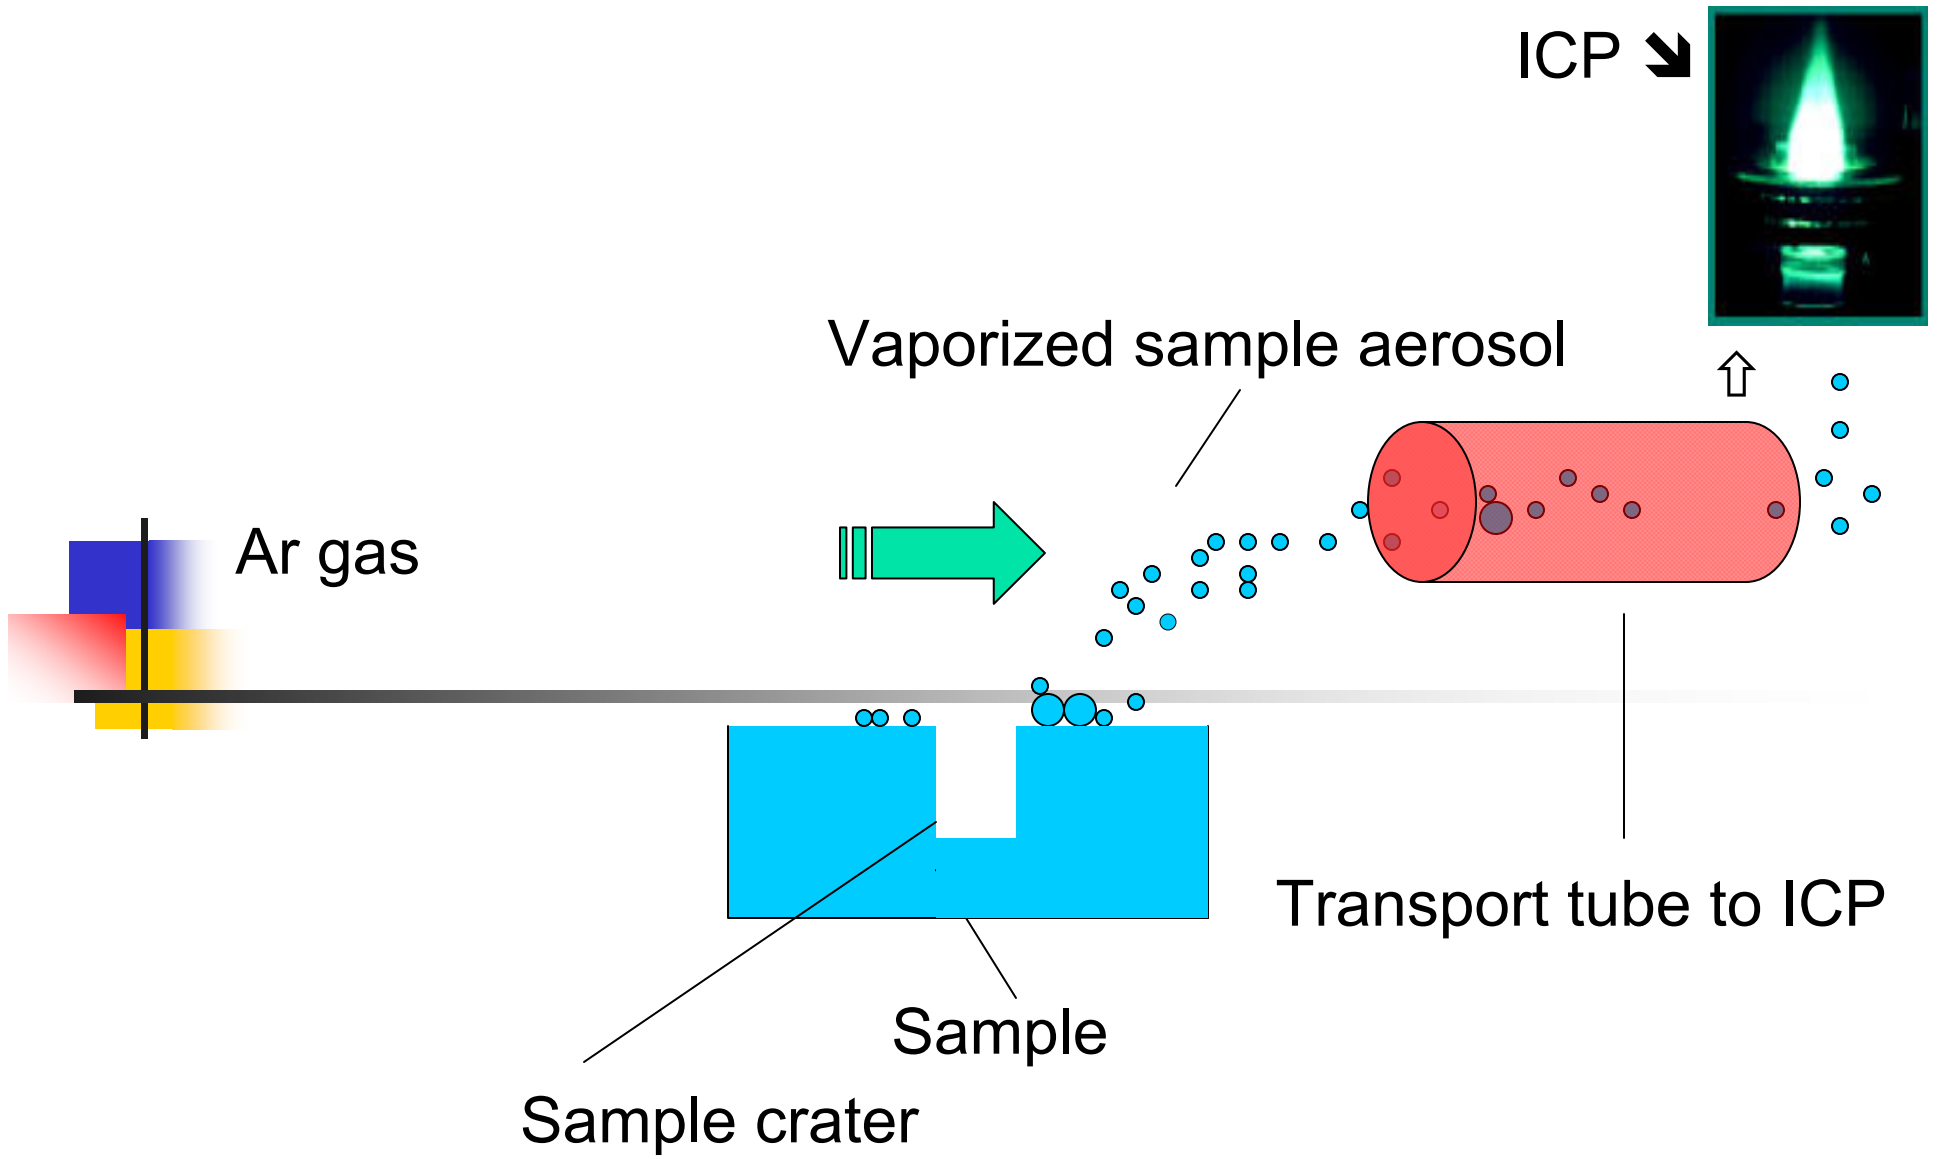 ICP
Vaporized sample aerosol
Ar gas
Transport tube to ICP
Sample
Sample crater